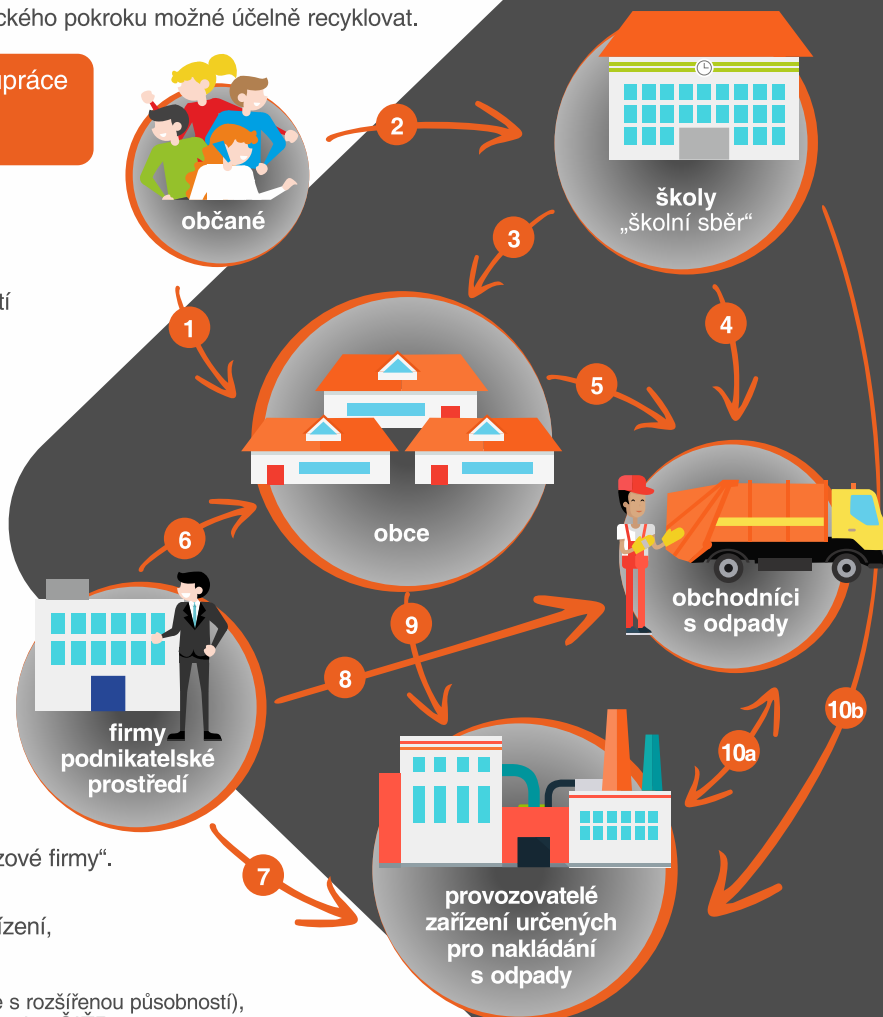 ckého pokroku možné účelně recyklovat.
práce
občané
2
školy
„školní sběr“
3
tí
1
4
5
obce
6
obchodníci
s odpady
9
8
10b
firmy
podnikatelské
prostředí
10a
zové firmy“.
7
zení,
provozovatelé
zařízení určených
pro nakládání
s odpady
e s rozšířenou působností),